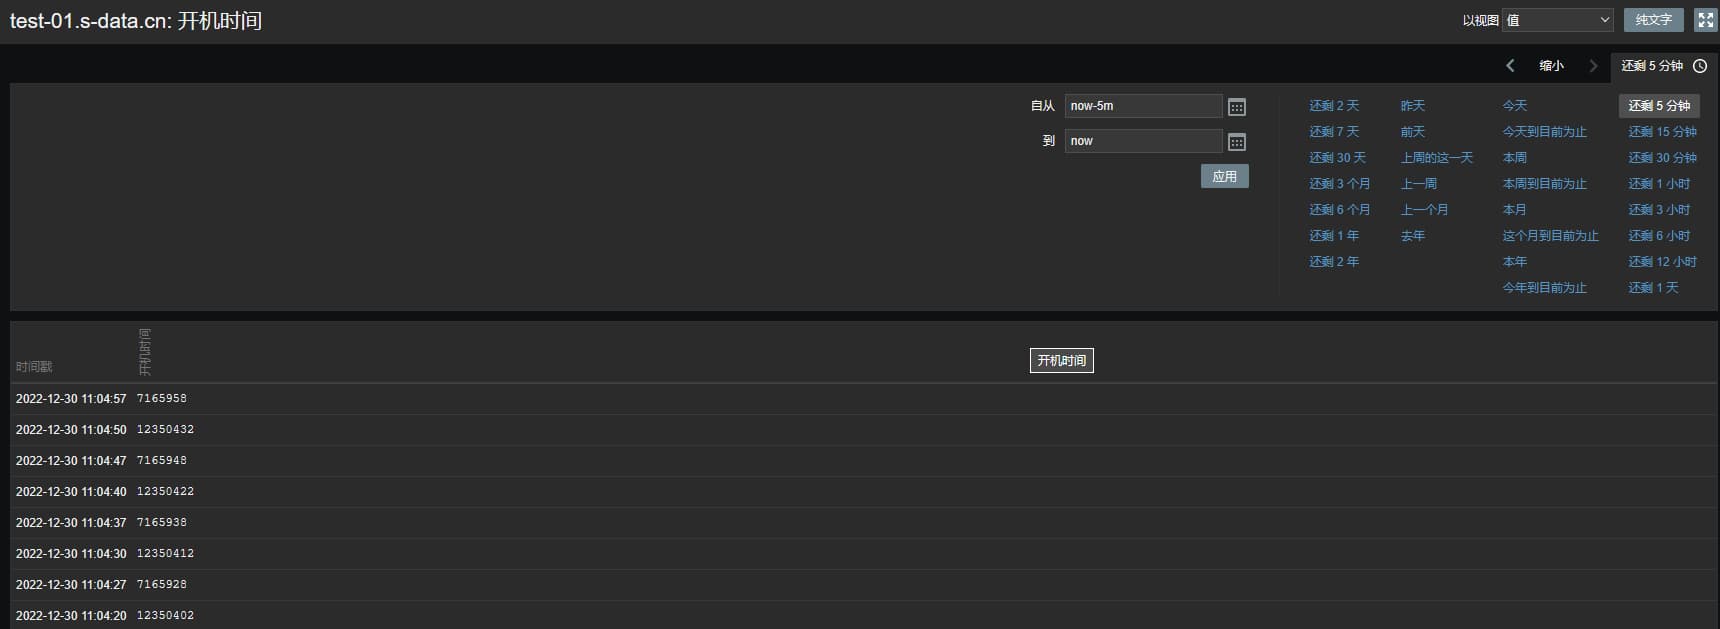 test-01.s-data.cn: 开机时间
以视图 值 纯文字
缩小 还剩 5 分钟
自从 now-5m
到 now
应用
还剩 2 天 昨天 今天 还剩 5 分钟
还剩 7 天 前天 今天到目前为止 还剩 15 分钟
还剩 30 天 上周的这一天 本周 还剩 30 分钟
还剩 3 个月 上一周 本周到目前为止 还剩 1 小时
还剩 6 个月 上一个月 本月 还剩 3 小时
还剩 1 年 去年 这个月到目前为止 还剩 6 小时
还剩 2 年 本年 还剩 12 小时
今年到目前为止 还剩 1 天
时间戳 开机时间
开机时间
2022-12-30 11:04:57 7165958
2022-12-30 11:04:50 12350432
2022-12-30 11:04:47 7165948
2022-12-30 11:04:40 12350422
2022-12-30 11:04:37 7165938
2022-12-30 11:04:30 12350412
2022-12-30 11:04:27 7165928
2022-12-30 11:04:20 12350402